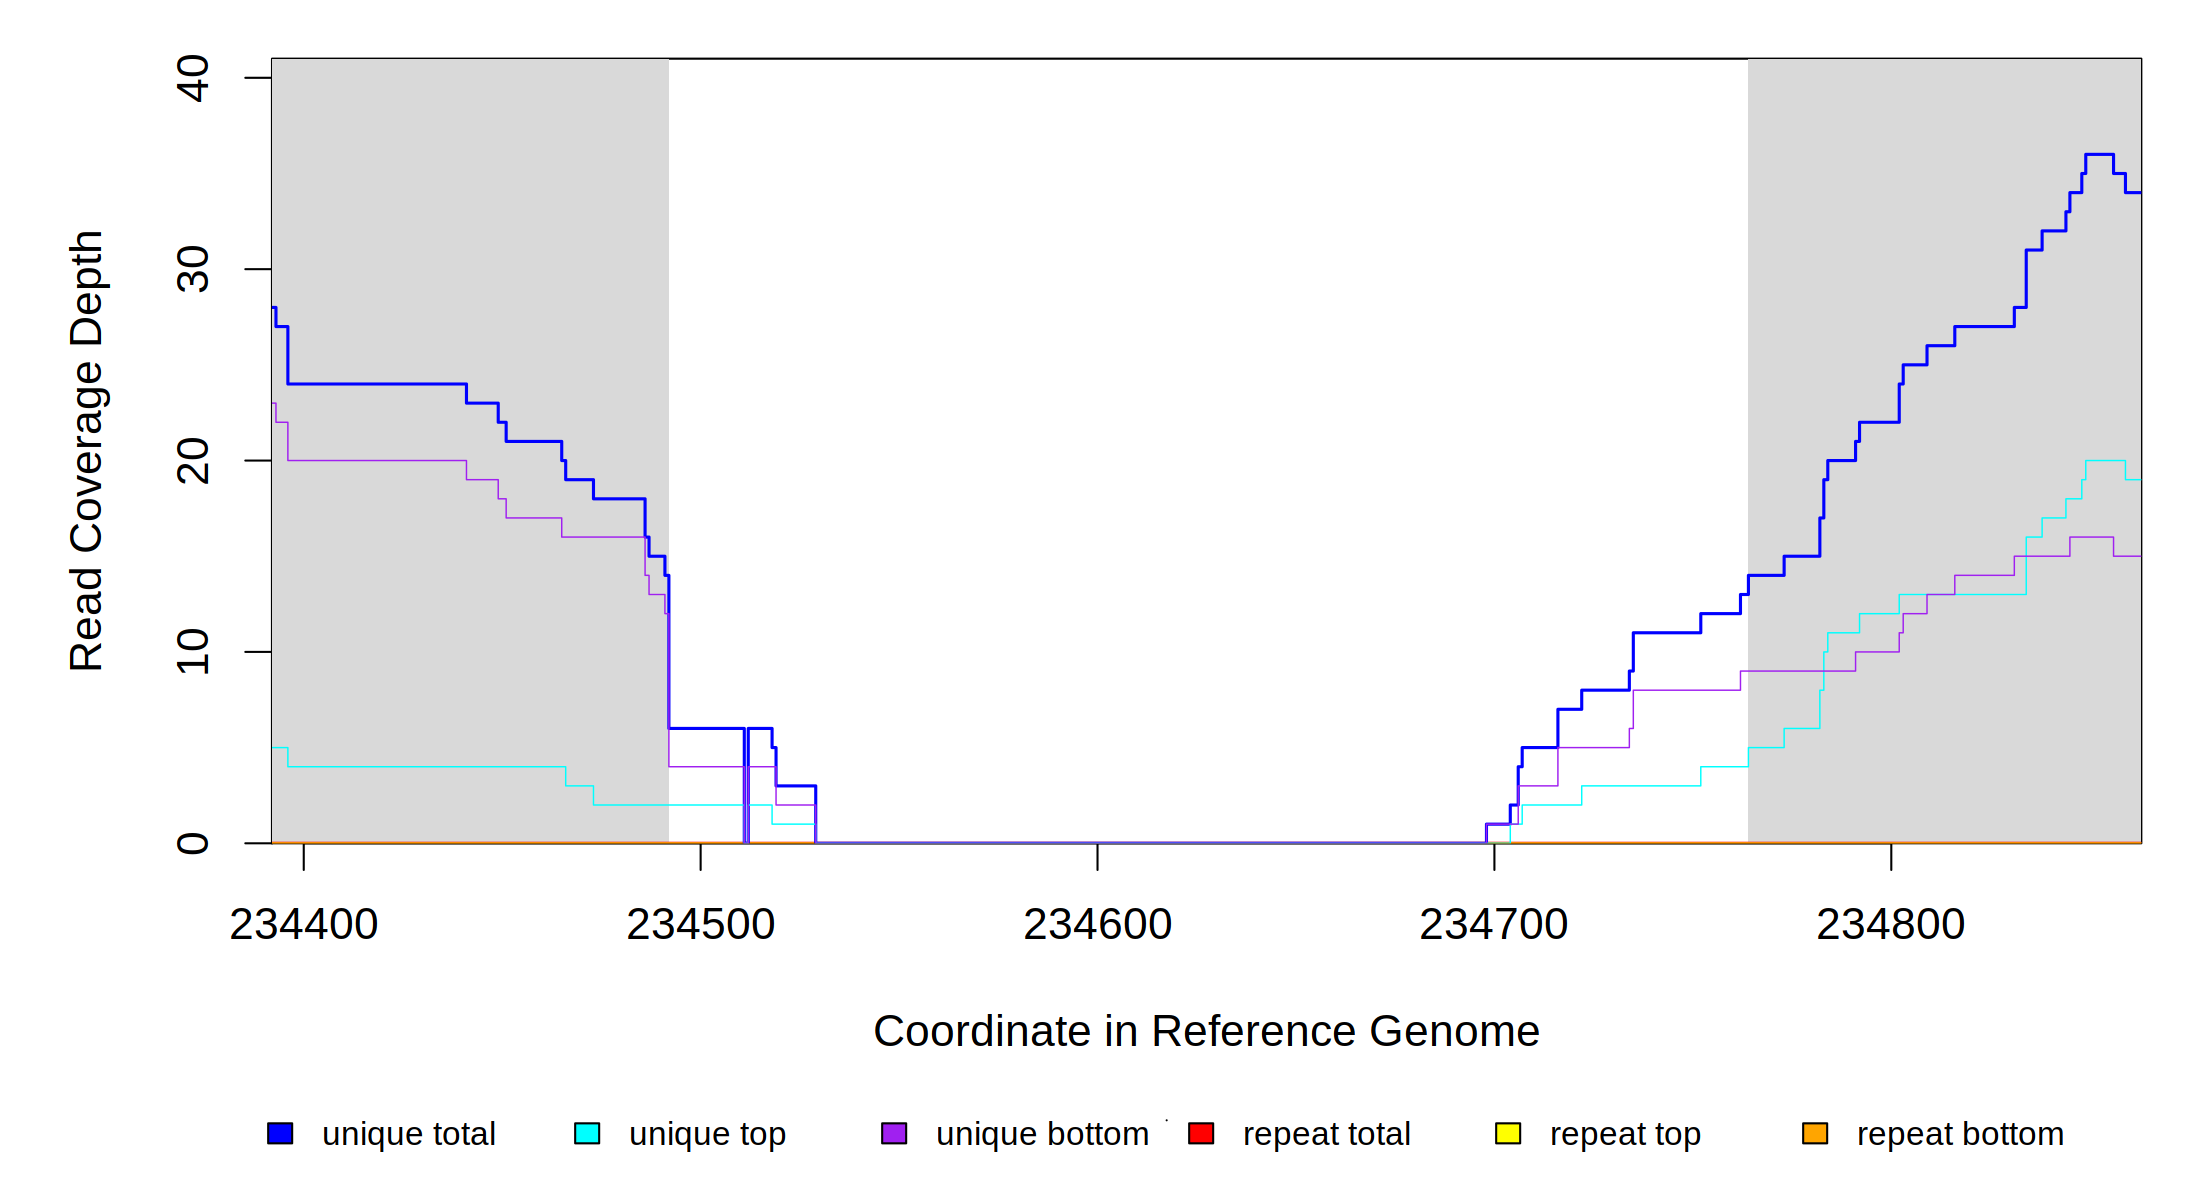 40
30
20
10
0
Read Coverage Depth
234400 234500 234600 234700 234800
Coordinate in Reference Genome
unique total unique top unique bottom repeat total repeat top repeat bottom